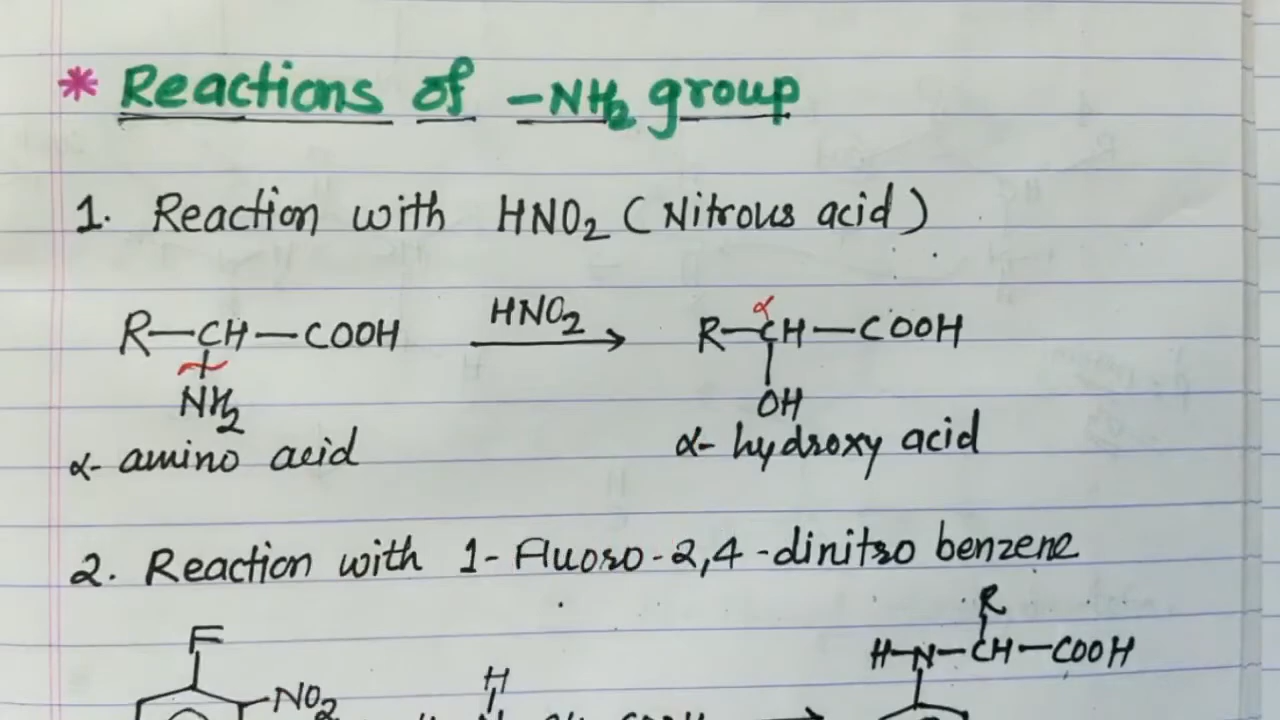 * Reactions of -NH2 group
1. Reaction with HNO2 (Nitrous acid)
R—CH—COOH HNO2 → R—CH—COOH
α
NH2 OH
α- amino acid α- hydroxy acid
2. Reaction with 1-Fluoro-2,4-dinitro benzene
R
F H-N-CH-COOH
NO2 H